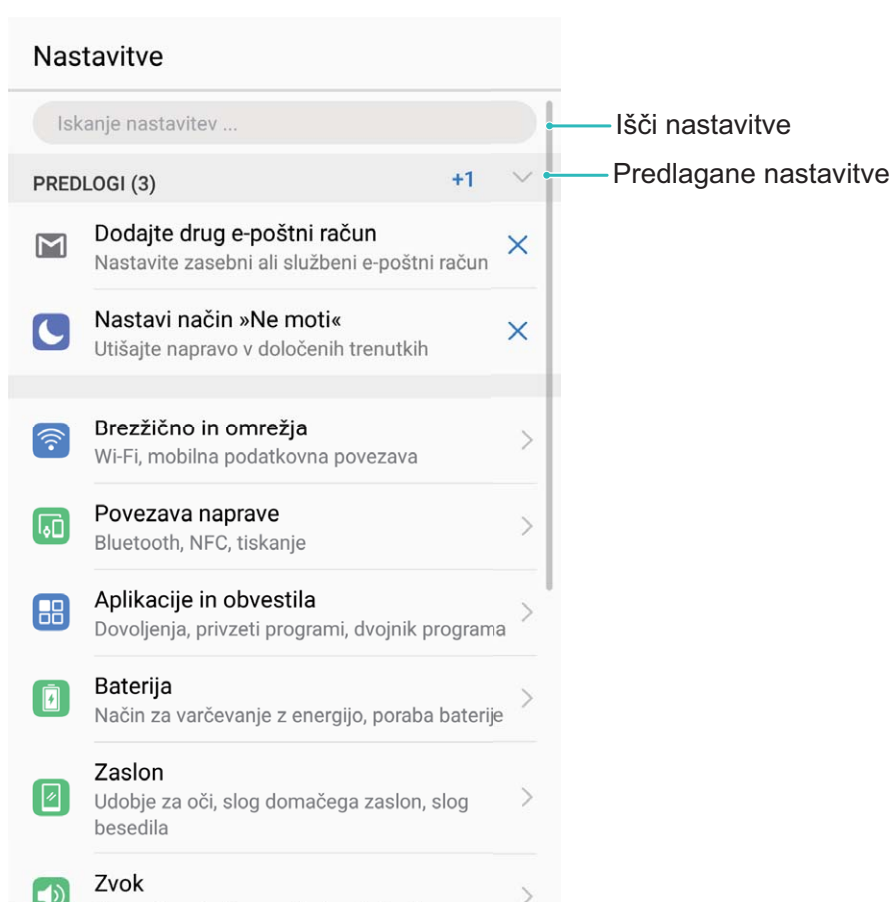 Nastavitve
Iskanje nastavitev ...
Išči nastavitve
PREDLOGI (3)
+1
Predlagane nastavitve
Dodajte drug e-poštni račun
Nastavite zasebni ali službeni e-poštni račun
Nastavi način »Ne moti«
Utišajte napravo v določenih trenutkih
Brezžično in omrežja
Wi-Fi, mobilna podatkovna povezava
Povezava naprave
Bluetooth, NFC, tiskanje
Aplikacije in obvestila
Dovoljenja, privzeti programi, dvojnik programa
Baterija
Način za varčevanje z energijo, poraba baterije
Zaslon
Udobje za oči, slog domačega zaslon, slog
besedila
Zvok